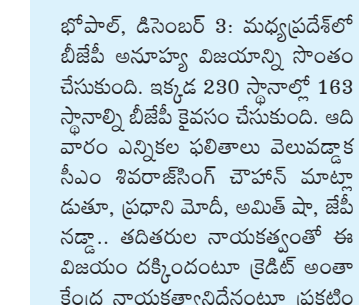 భోపాల్, డిసెంబర్ 3: మధ్యప్రదేశ్‌లో
బీజేపీ అనూహ్య విజయాన్ని సొంతం
చేసుకుంది. ఇక్కడ 230 స్థానాల్లో 163
స్థానాల్ని బీజేపీ కైవసం చేసుకుంది. ఆది
వారం ఎన్నికల ఫలితాలు వెలువడ్డాక
సీఎం శివరాజ్‌సింగ్ చౌహాన్ మాట్లా
డుతూ, ప్రధాని మోదీ, అమిత్ షా, జేపీ
నడ్డా.. తదితరుల నాయకత్వంతో ఈ
విజయం దక్కిందంటూ క్రెడిట్ అంతా
కేంద్ర నాయకత్వానిదేనంటూ ప్రకటిం